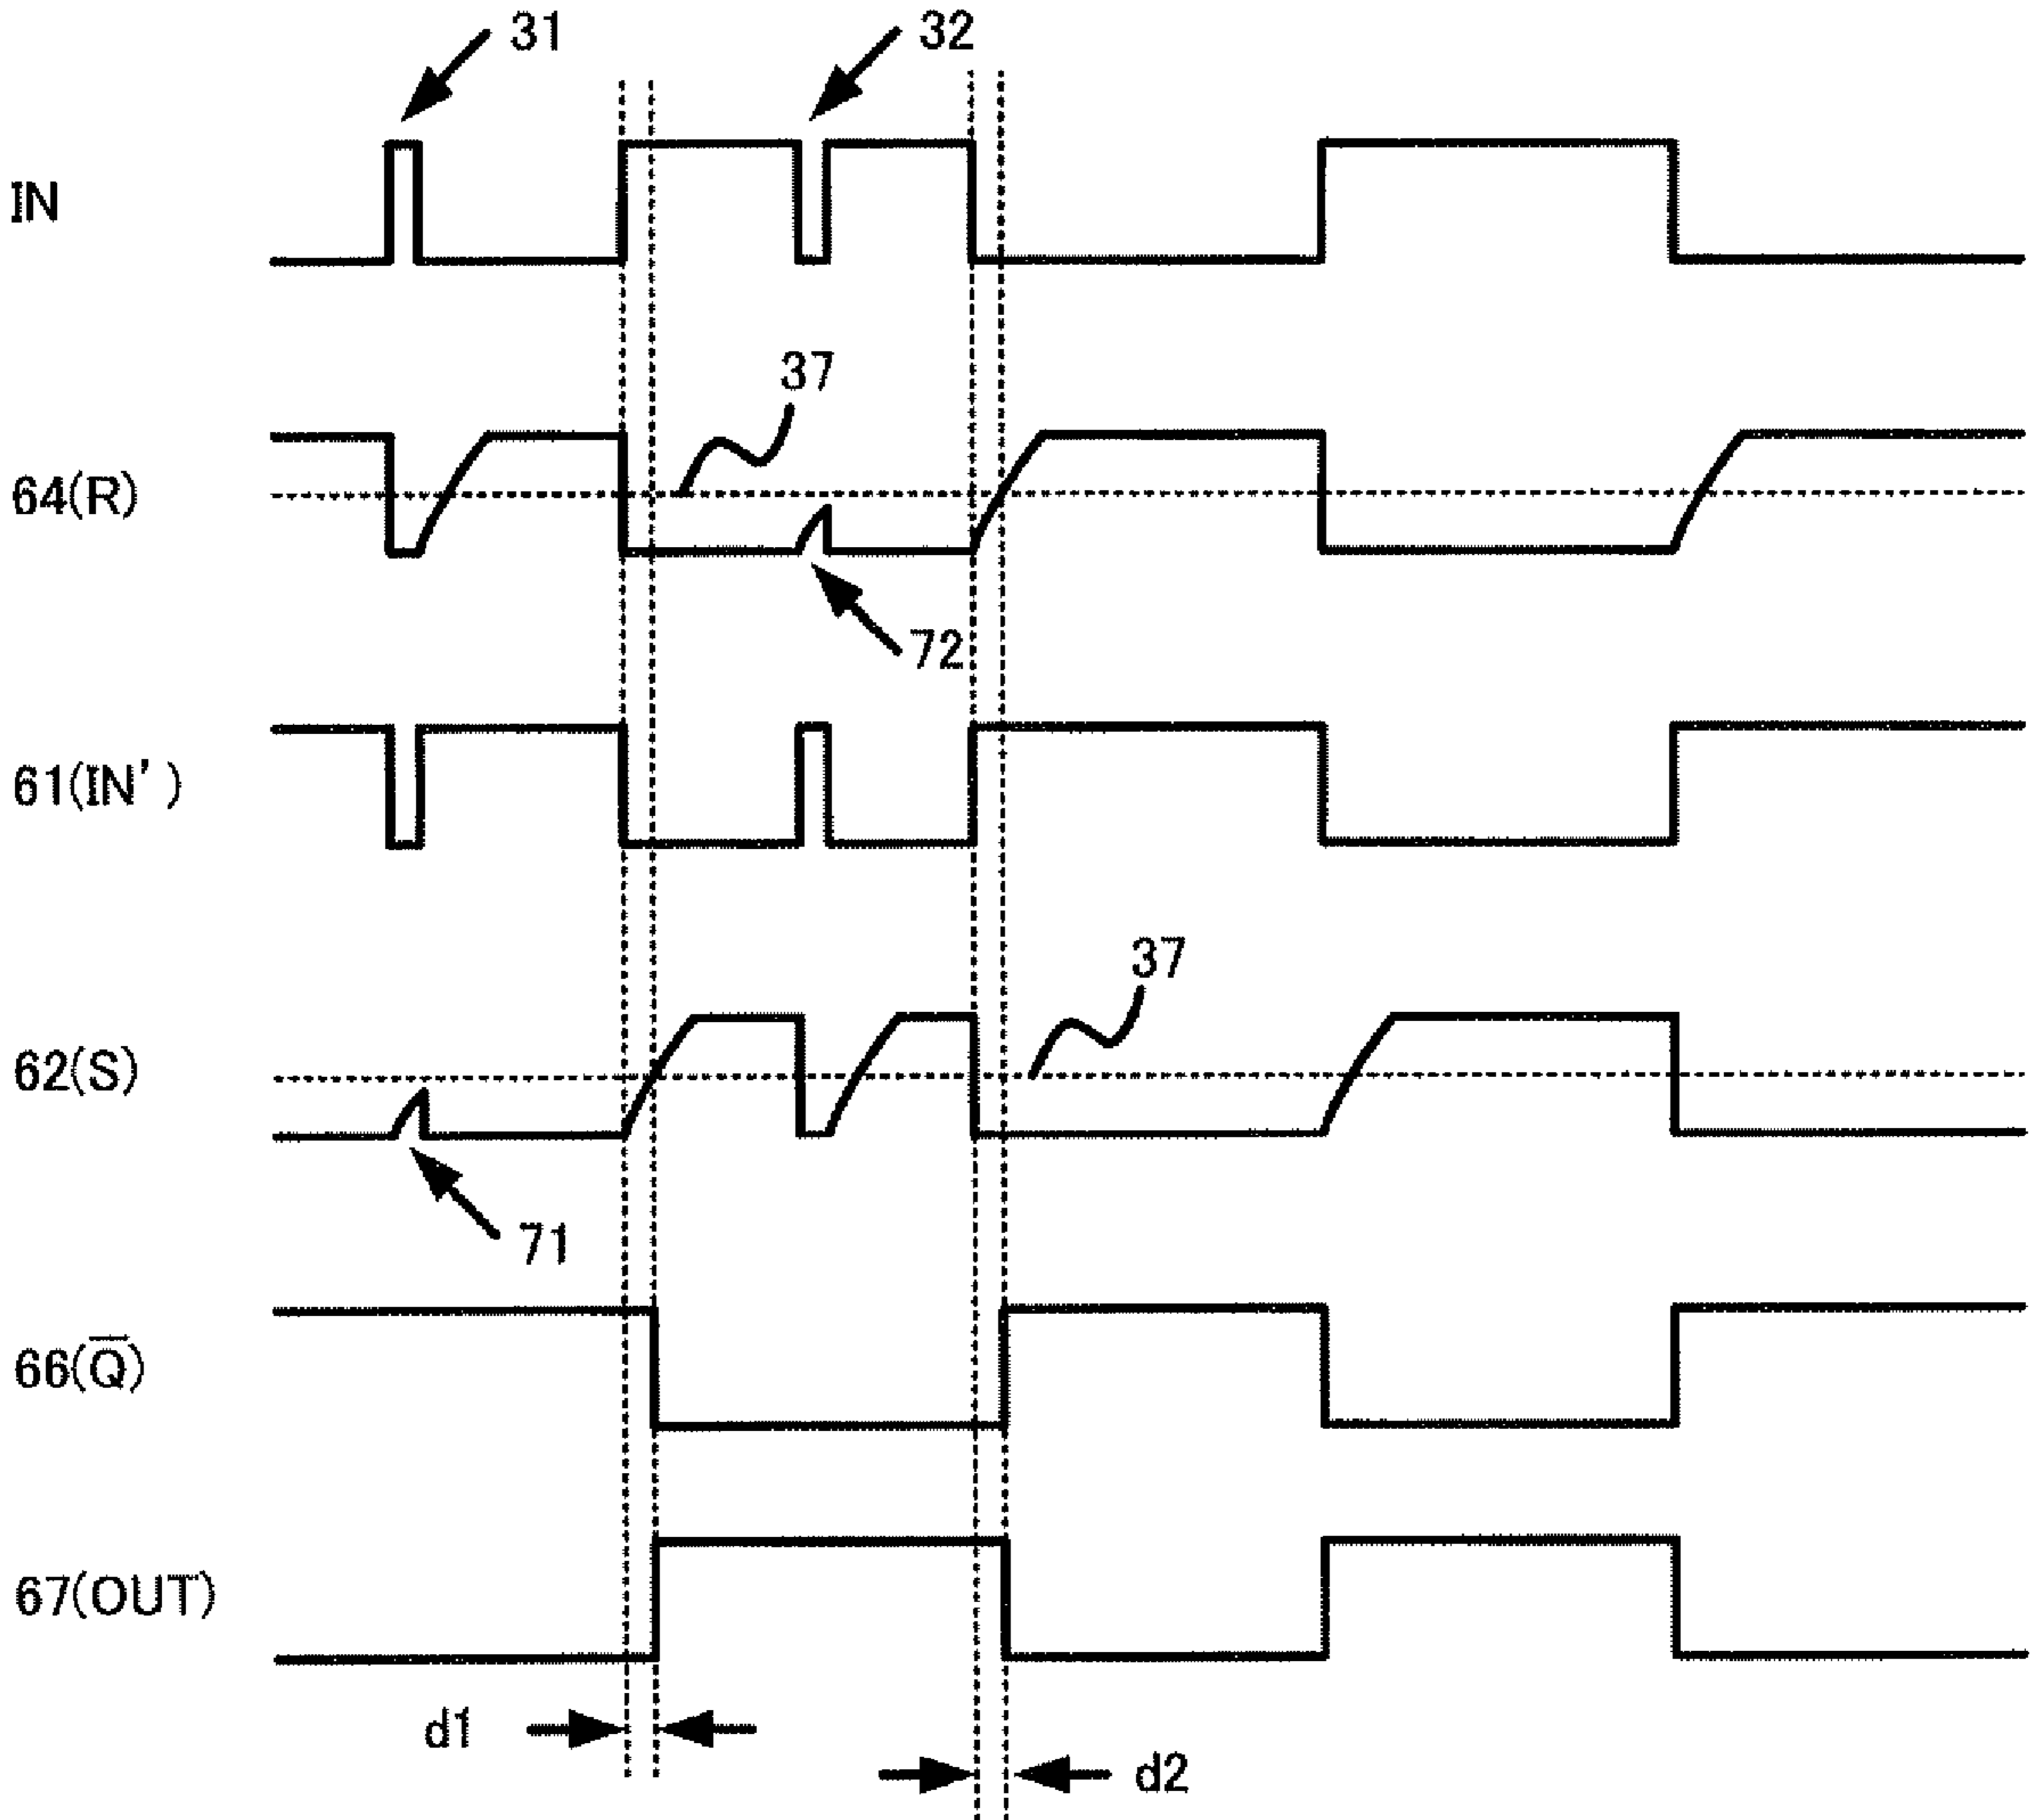 31
32
IN
37
64(R)
72
61(IN')
37
62(S)
71
66(Q̅)
67(OUT)
d1
d2